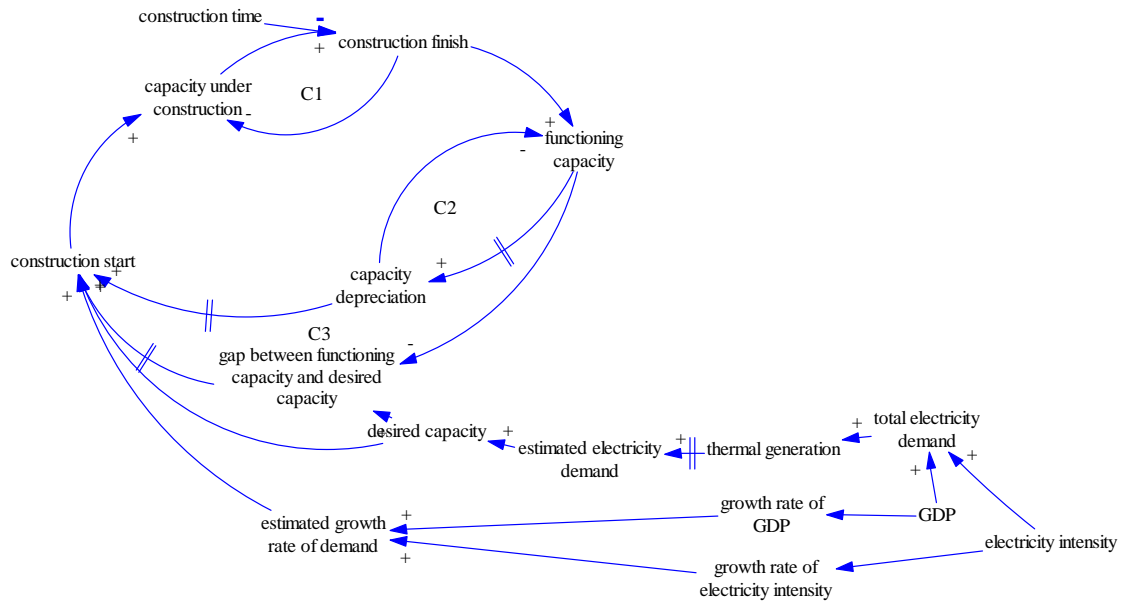 construction time
-
+
construction finish
capacity under
construction
-
C1
+
+
functioning
capacity
-
C2
construction start
+
+
+
+
capacity
depreciation
+
C3
gap between functioning
capacity and desired
capacity
-
desired capacity
+
+
estimated electricity
demand
+
thermal generation
+
total electricity
demand
+
+
GDP
growth rate of
GDP
estimated growth
rate of demand
+
+
electricity intensity
growth rate of
electricity intensity